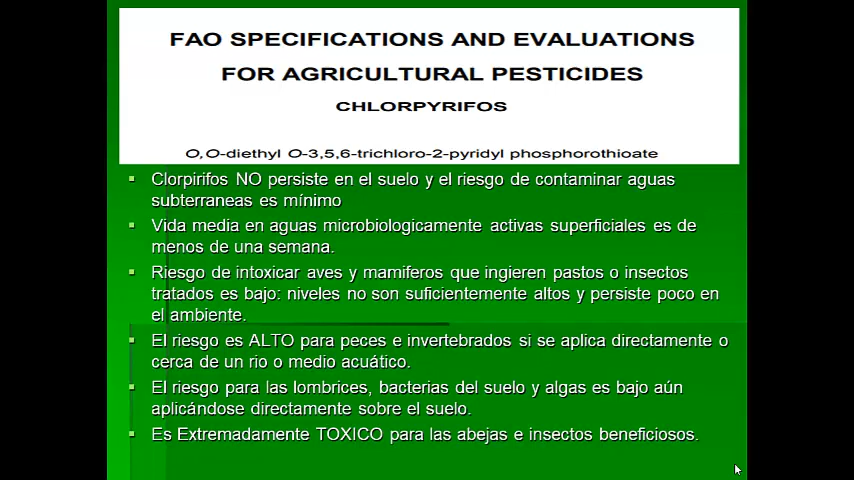 FAO SPECIFICATIONS AND EVALUATIONS
FOR AGRICULTURAL PESTICIDES
CHLORPYRIFOS
O,O-diethyl O-3,5,6-trichloro-2-pyridyl phosphorothioate
▪ Clorpirifos NO persiste en el suelo y el riesgo de contaminar aguas
subterraneas es mínimo
▪ Vida media en aguas microbiologicamente activas superficiales es de
menos de una semana.
▪ Riesgo de intoxicar aves y mamiferos que ingieren pastos o insectos
tratados es bajo: niveles no son suficientemente altos y persiste poco en
el ambiente.
▪ El riesgo es ALTO para peces e invertebrados si se aplica directamente o
cerca de un rio o medio acuático.
▪ El riesgo para las lombrices, bacterias del suelo y algas es bajo aún
aplicándose directamente sobre el suelo.
▪ Es Extremadamente TOXICO para las abejas e insectos beneficiosos.